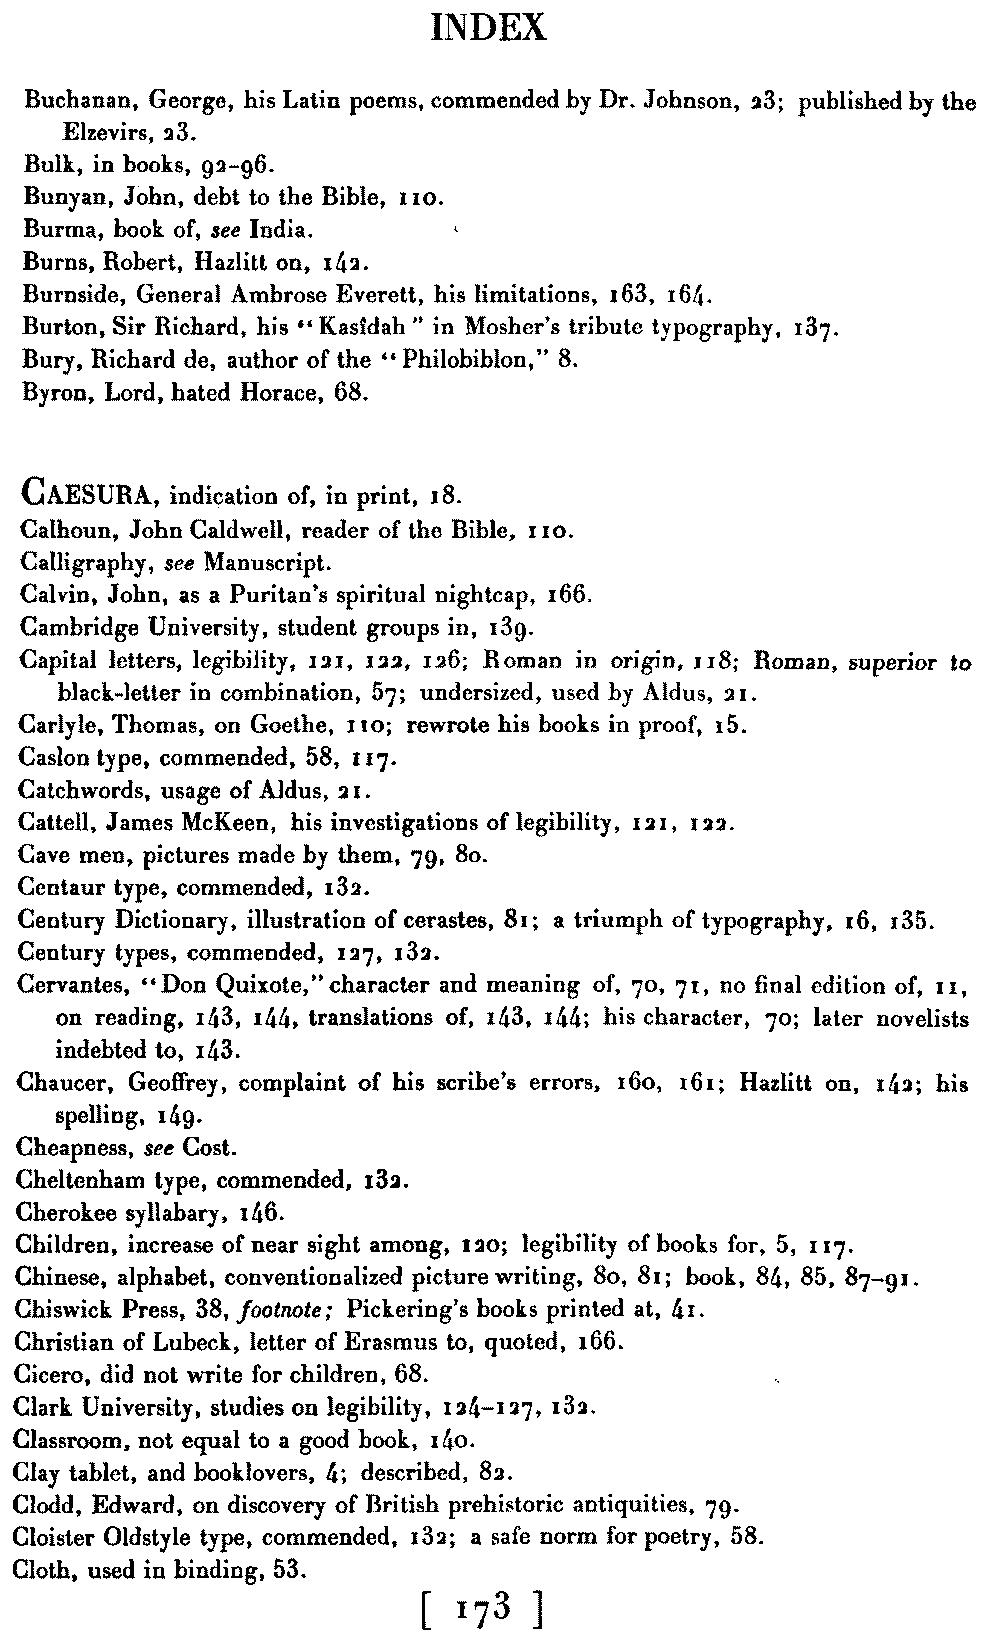 INDEX
Buchanan, George, his Latin poems, commended by Dr. Johnson, 23; published by the
Elzevirs, 23.
Bulk, in books, 92–96.
Bunyan, John, debt to the Bible, 110.
Burma, book of, see India.
Burns, Robert, Hazlitt on, 142.
Burnside, General Ambrose Everett, his limitations, 163, 164.
Burton, Sir Richard, his “Kasîdah” in Mosher's tribute typography, 137.
Bury, Richard de, author of the “Philobiblon,” 8.
Byron, Lord, hated Horace, 68.
CAESURA, indication of, in print, 18.
Calhoun, John Caldwell, reader of the Bible, 110.
Calligraphy, see Manuscript.
Calvin, John, as a Puritan's spiritual nightcap, 166.
Cambridge University, student groups in, 139.
Capital letters, legibility, 121, 122, 126; Roman in origin, 118; Roman, superior to
black-letter in combination, 57; undersized, used by Aldus, 21.
Carlyle, Thomas, on Goethe, 110; rewrote his books in proof, 15.
Caslon type, commended, 58, 117.
Catchwords, usage of Aldus, 21.
Cattell, James McKeen, his investigations of legibility, 121, 122.
Cave men, pictures made by them, 79, 80.
Centaur type, commended, 132.
Century Dictionary, illustration of cerastes, 81; a triumph of typography, 16, 135.
Century types, commended, 127, 132.
Cervantes, “Don Quixote,” character and meaning of, 70, 71, no final edition of, 11,
on reading, 143, 144, translations of, 143, 144; his character, 70; later novelists
indebted to, 143.
Chaucer, Geoffrey, complaint of his scribe's errors, 160, 161; Hazlitt on, 142; his
spelling, 149.
Cheapness, see Cost.
Cheltenham type, commended, 132.
Cherokee syllabary, 146.
Children, increase of near sight among, 120; legibility of books for, 5, 117.
Chinese, alphabet, conventionalized picture writing, 80, 81; book, 84, 85, 87–91.
Chiswick Press, 38, footnote; Pickering's books printed at, 41.
Christian of Lubeck, letter of Erasmus to, quoted, 166.
Cicero, did not write for children, 68.
Clark University, studies on legibility, 124–127, 132.
Classroom, not equal to a good book, 140.
Clay tablet, and booklovers, 4; described, 82.
Clodd, Edward, on discovery of British prehistoric antiquities, 79.
Cloister Oldstyle type, commended, 132; a safe norm for poetry, 58.
Cloth, used in binding, 53.
[ 173 ]